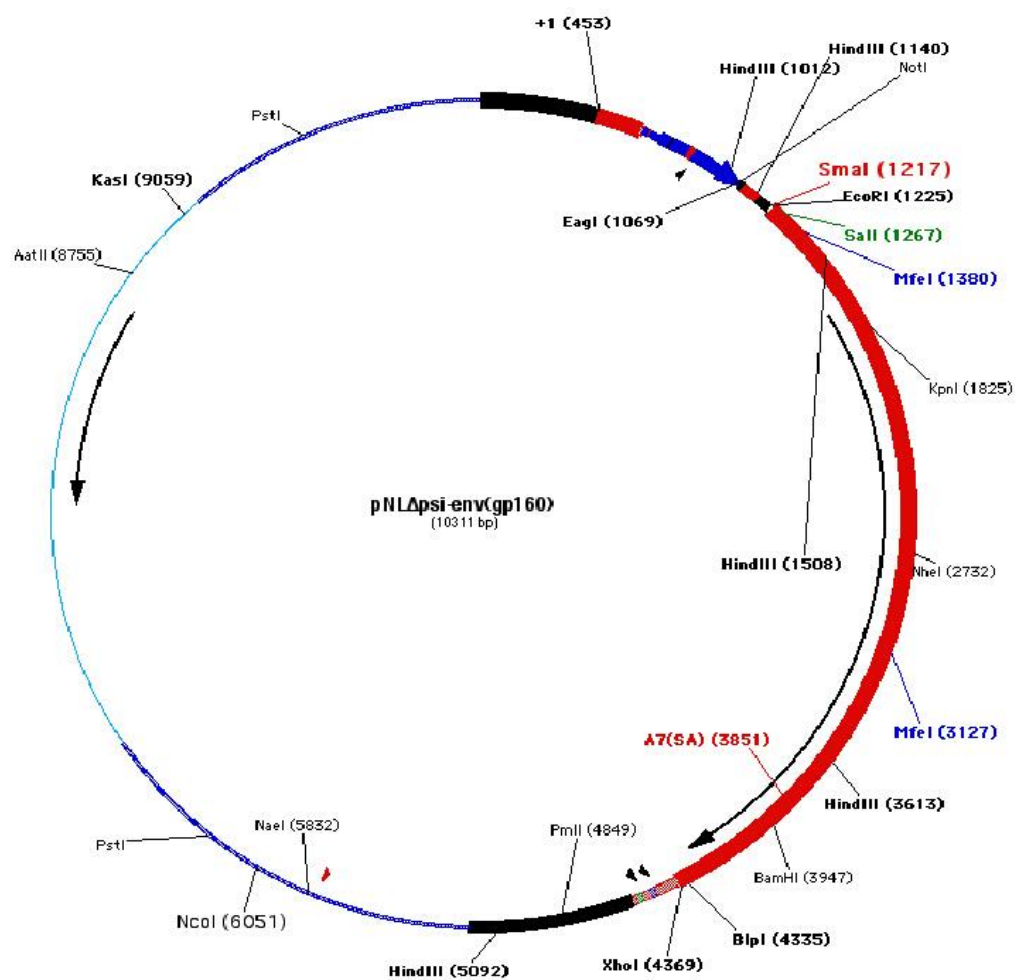 +1 (453)
HindIII (1140)
HindIII (1012)
NotI
PstI
SmaI (1217)
KasI (9059)
EcoRI (1225)
EagI (1069)
SalI (1267)
AatII (8755)
MfeI (1380)
KpnI (1825)
pNLΔpsi-env(gp160)
(10311 bp)
HindIII (1508)
NheI (2732)
MfeI (3127)
A7(SA) (3851)
HindIII (3613)
NaeI (5832)
PmlI (4849)
PstI
BamHI (3947)
NcoI (6051)
BlpI (4335)
XhoI (4369)
HindIII (5092)